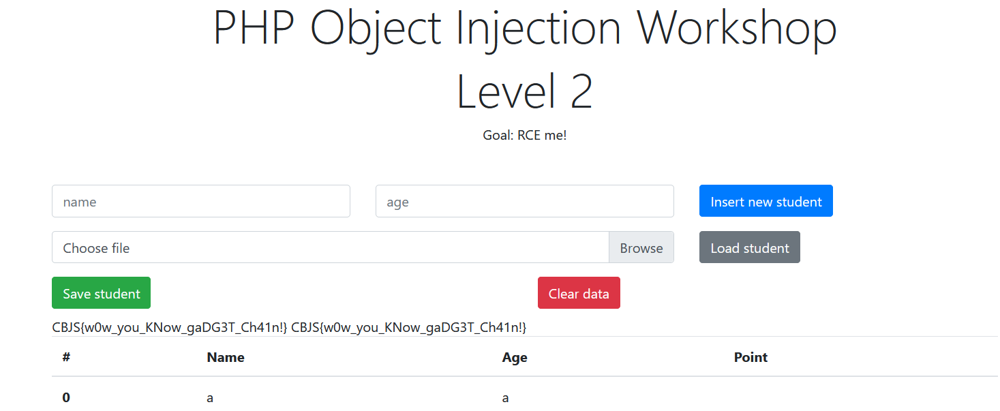 PHP Object Injection Workshop
Level 2
Goal: RCE me!
name age Insert new student
Choose file Browse Load student
Save student Clear data
CBJS{w0w_you_KNow_gaDG3T_Ch41n!} CBJS{w0w_you_KNow_gaDG3T_Ch41n!}
# Name Age Point
0 a a